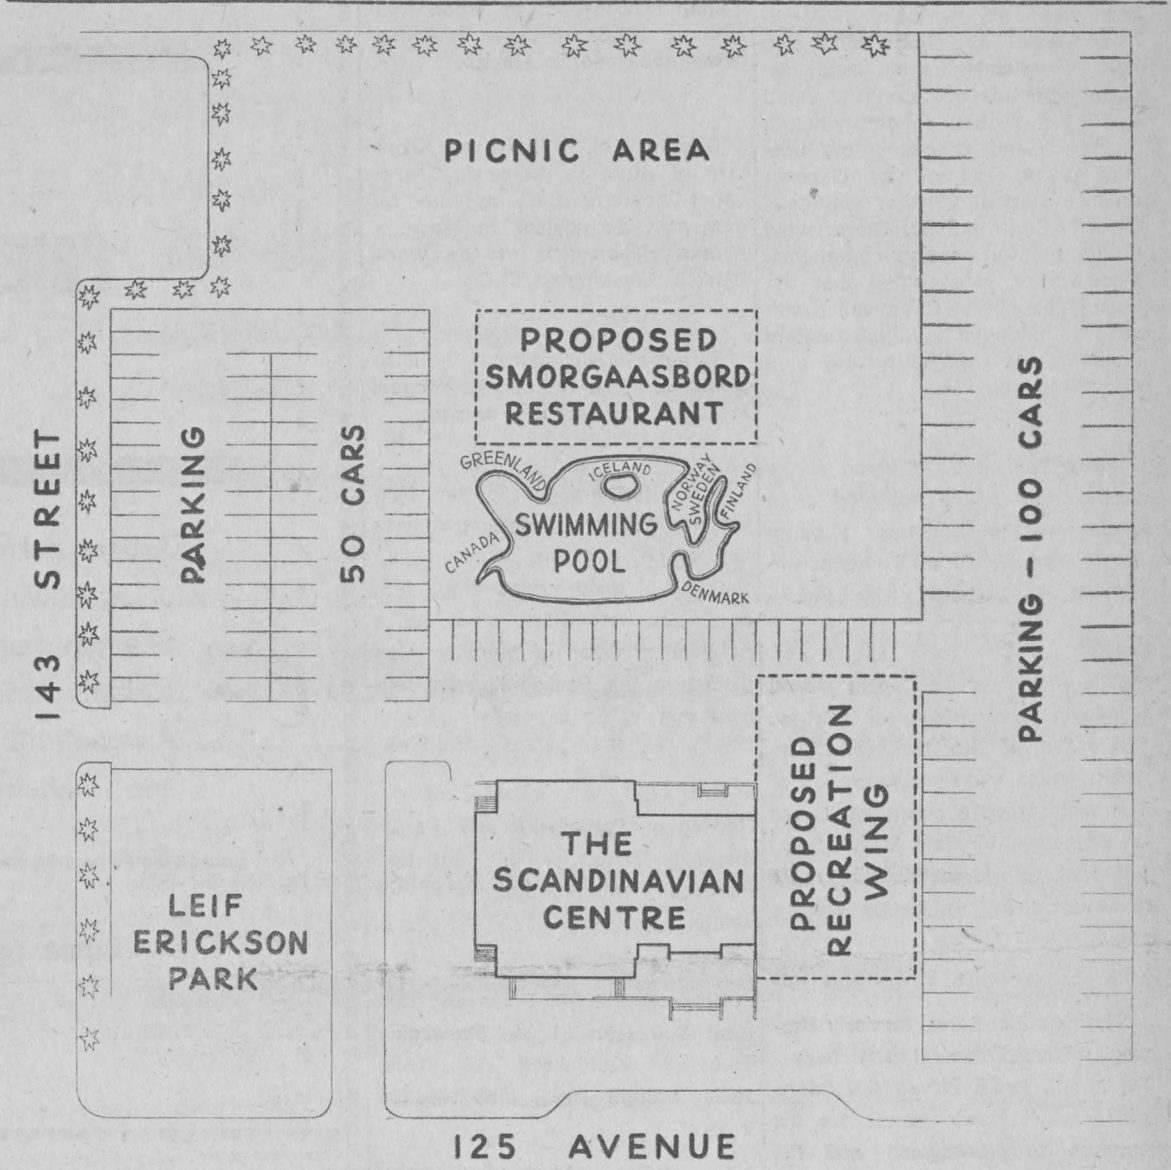 PICNIC AREA
PROPOSED
SMORGAASBORD
RESTAURANT
GREENLAND
ICELAND
NORWAY
SWEDEN
FINLAND
SWIMMING
POOL
CANADA
DENMARK
143 STREET
PARKING
50 CARS
PARKING – 100 CARS
PROPOSED
RECREATION
WING
THE
SCANDINAVIAN
CENTRE
LEIF
ERICKSON
PARK
125 AVENUE